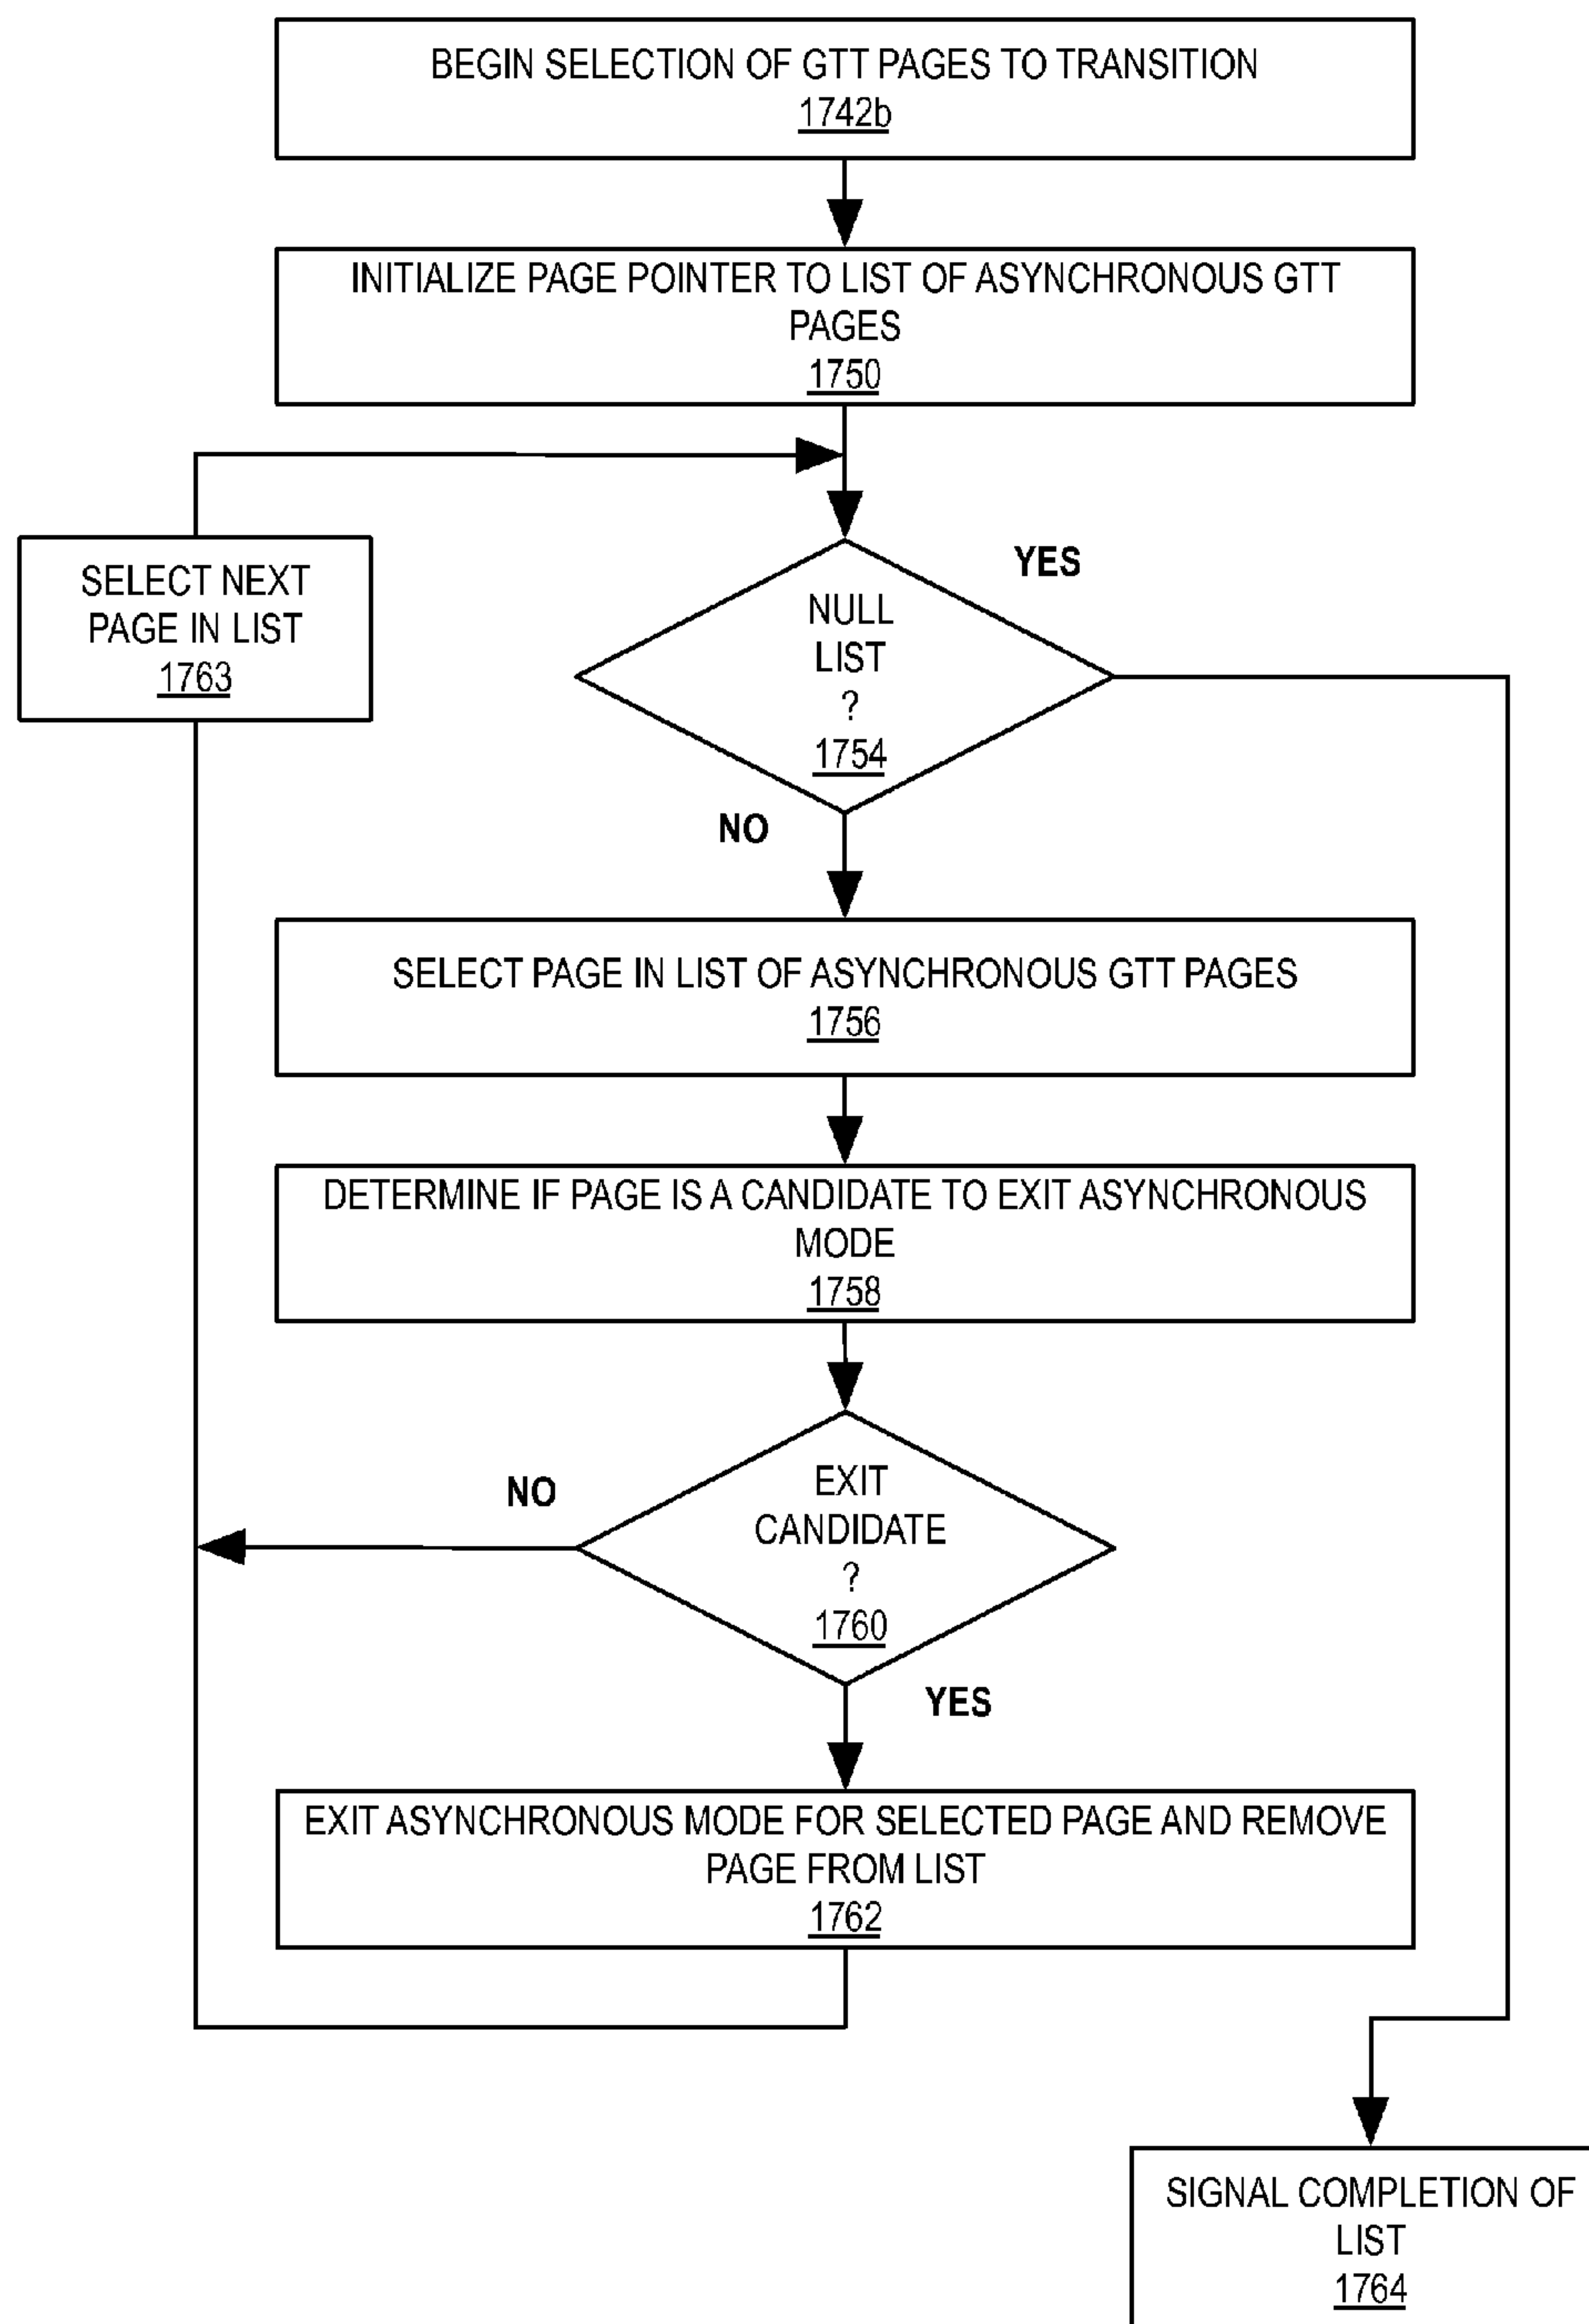 BEGIN SELECTION OF GTT PAGES TO TRANSITION
1742b
INITIALIZE PAGE POINTER TO LIST OF ASYNCHRONOUS GTT
PAGES
1750
SELECT NEXT
PAGE IN LIST
1763
YES
NULL
LIST
?
1754
NO
SELECT PAGE IN LIST OF ASYNCHRONOUS GTT PAGES
1756
DETERMINE IF PAGE IS A CANDIDATE TO EXIT ASYNCHRONOUS
MODE
1758
NO
EXIT
CANDIDATE
?
1760
YES
EXIT ASYNCHRONOUS MODE FOR SELECTED PAGE AND REMOVE
PAGE FROM LIST
1762
SIGNAL COMPLETION OF
LIST
1764